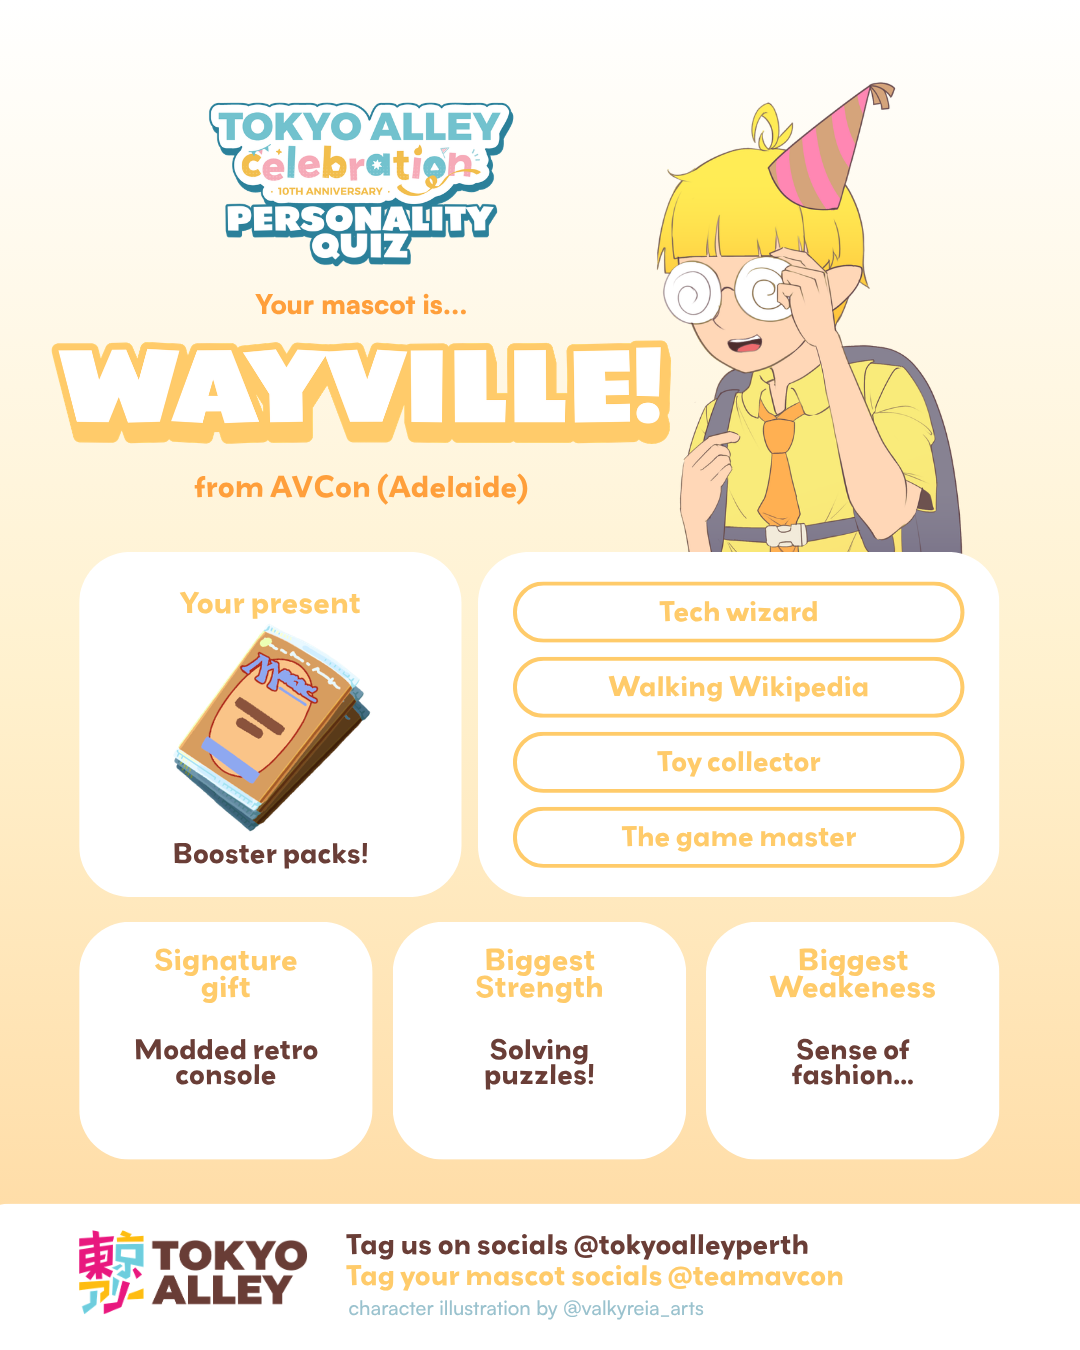 TOKYO ALLEY
celebration
10TH ANNIVERSARY
PERSONALITY
QUIZ
Your mascot is...
WAYVILLE!
from AVCon (Adelaide)
Your present
Magic
Booster packs!
Tech wizard
Walking Wikipedia
Toy collector
The game master
Signature
gift
Modded retro
console
Biggest
Strength
Solving
puzzles!
Biggest
Weakeness
Sense of
fashion...
東京
アリー
TOKYO
ALLEY
Tag us on socials @tokyoalleyperth
Tag your mascot socials @teamavcon
character illustration by @valkyreia_arts